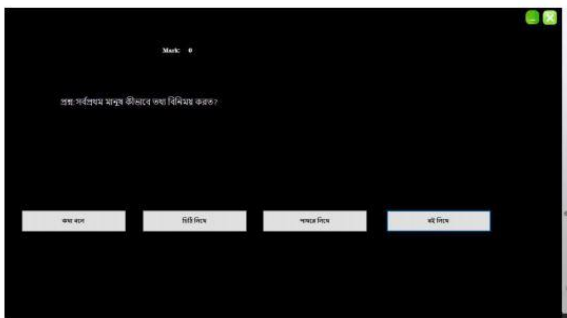 Mark: 0
প্রশ্ন:সর্বপ্রথম মানুষ কীভাবে তথ্য বিনিময় করত?
কথা বলে
চিঠি লিখে
পাথরে লিখে
বই লিখে